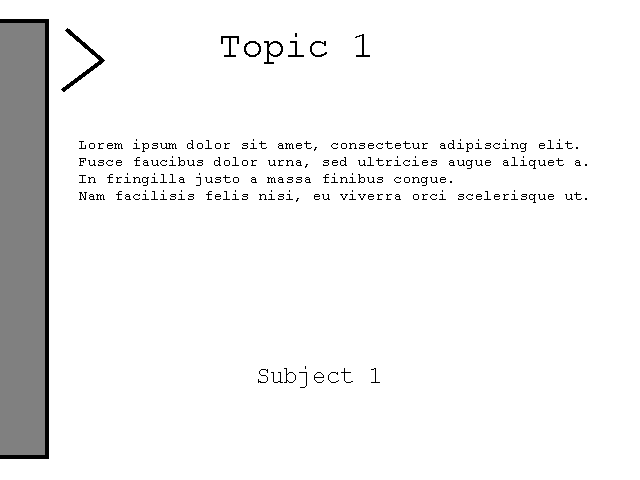 Topic 1
Lorem ipsum dolor sit amet, consectetur adipiscing elit.
Fusce faucibus dolor urna, sed ultricies augue aliquet a.
In fringilla justo a massa finibus congue.
Nam facilisis felis nisi, eu viverra orci scelerisque ut.
Subject 1